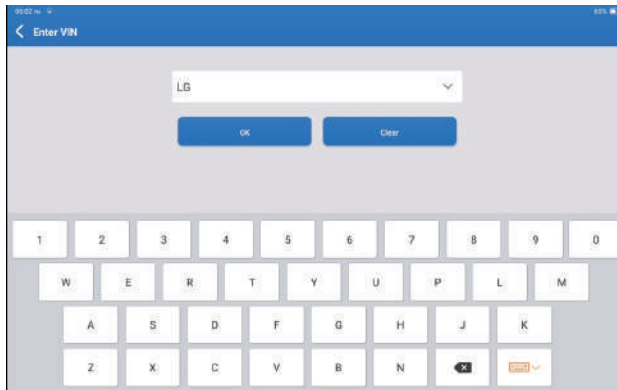 Enter VIN
LG
OK
Clear
1 2 3 4 5 6 7 8 9 0
W E R T Y U P L M
A S D F G H J K
Z X C V B N